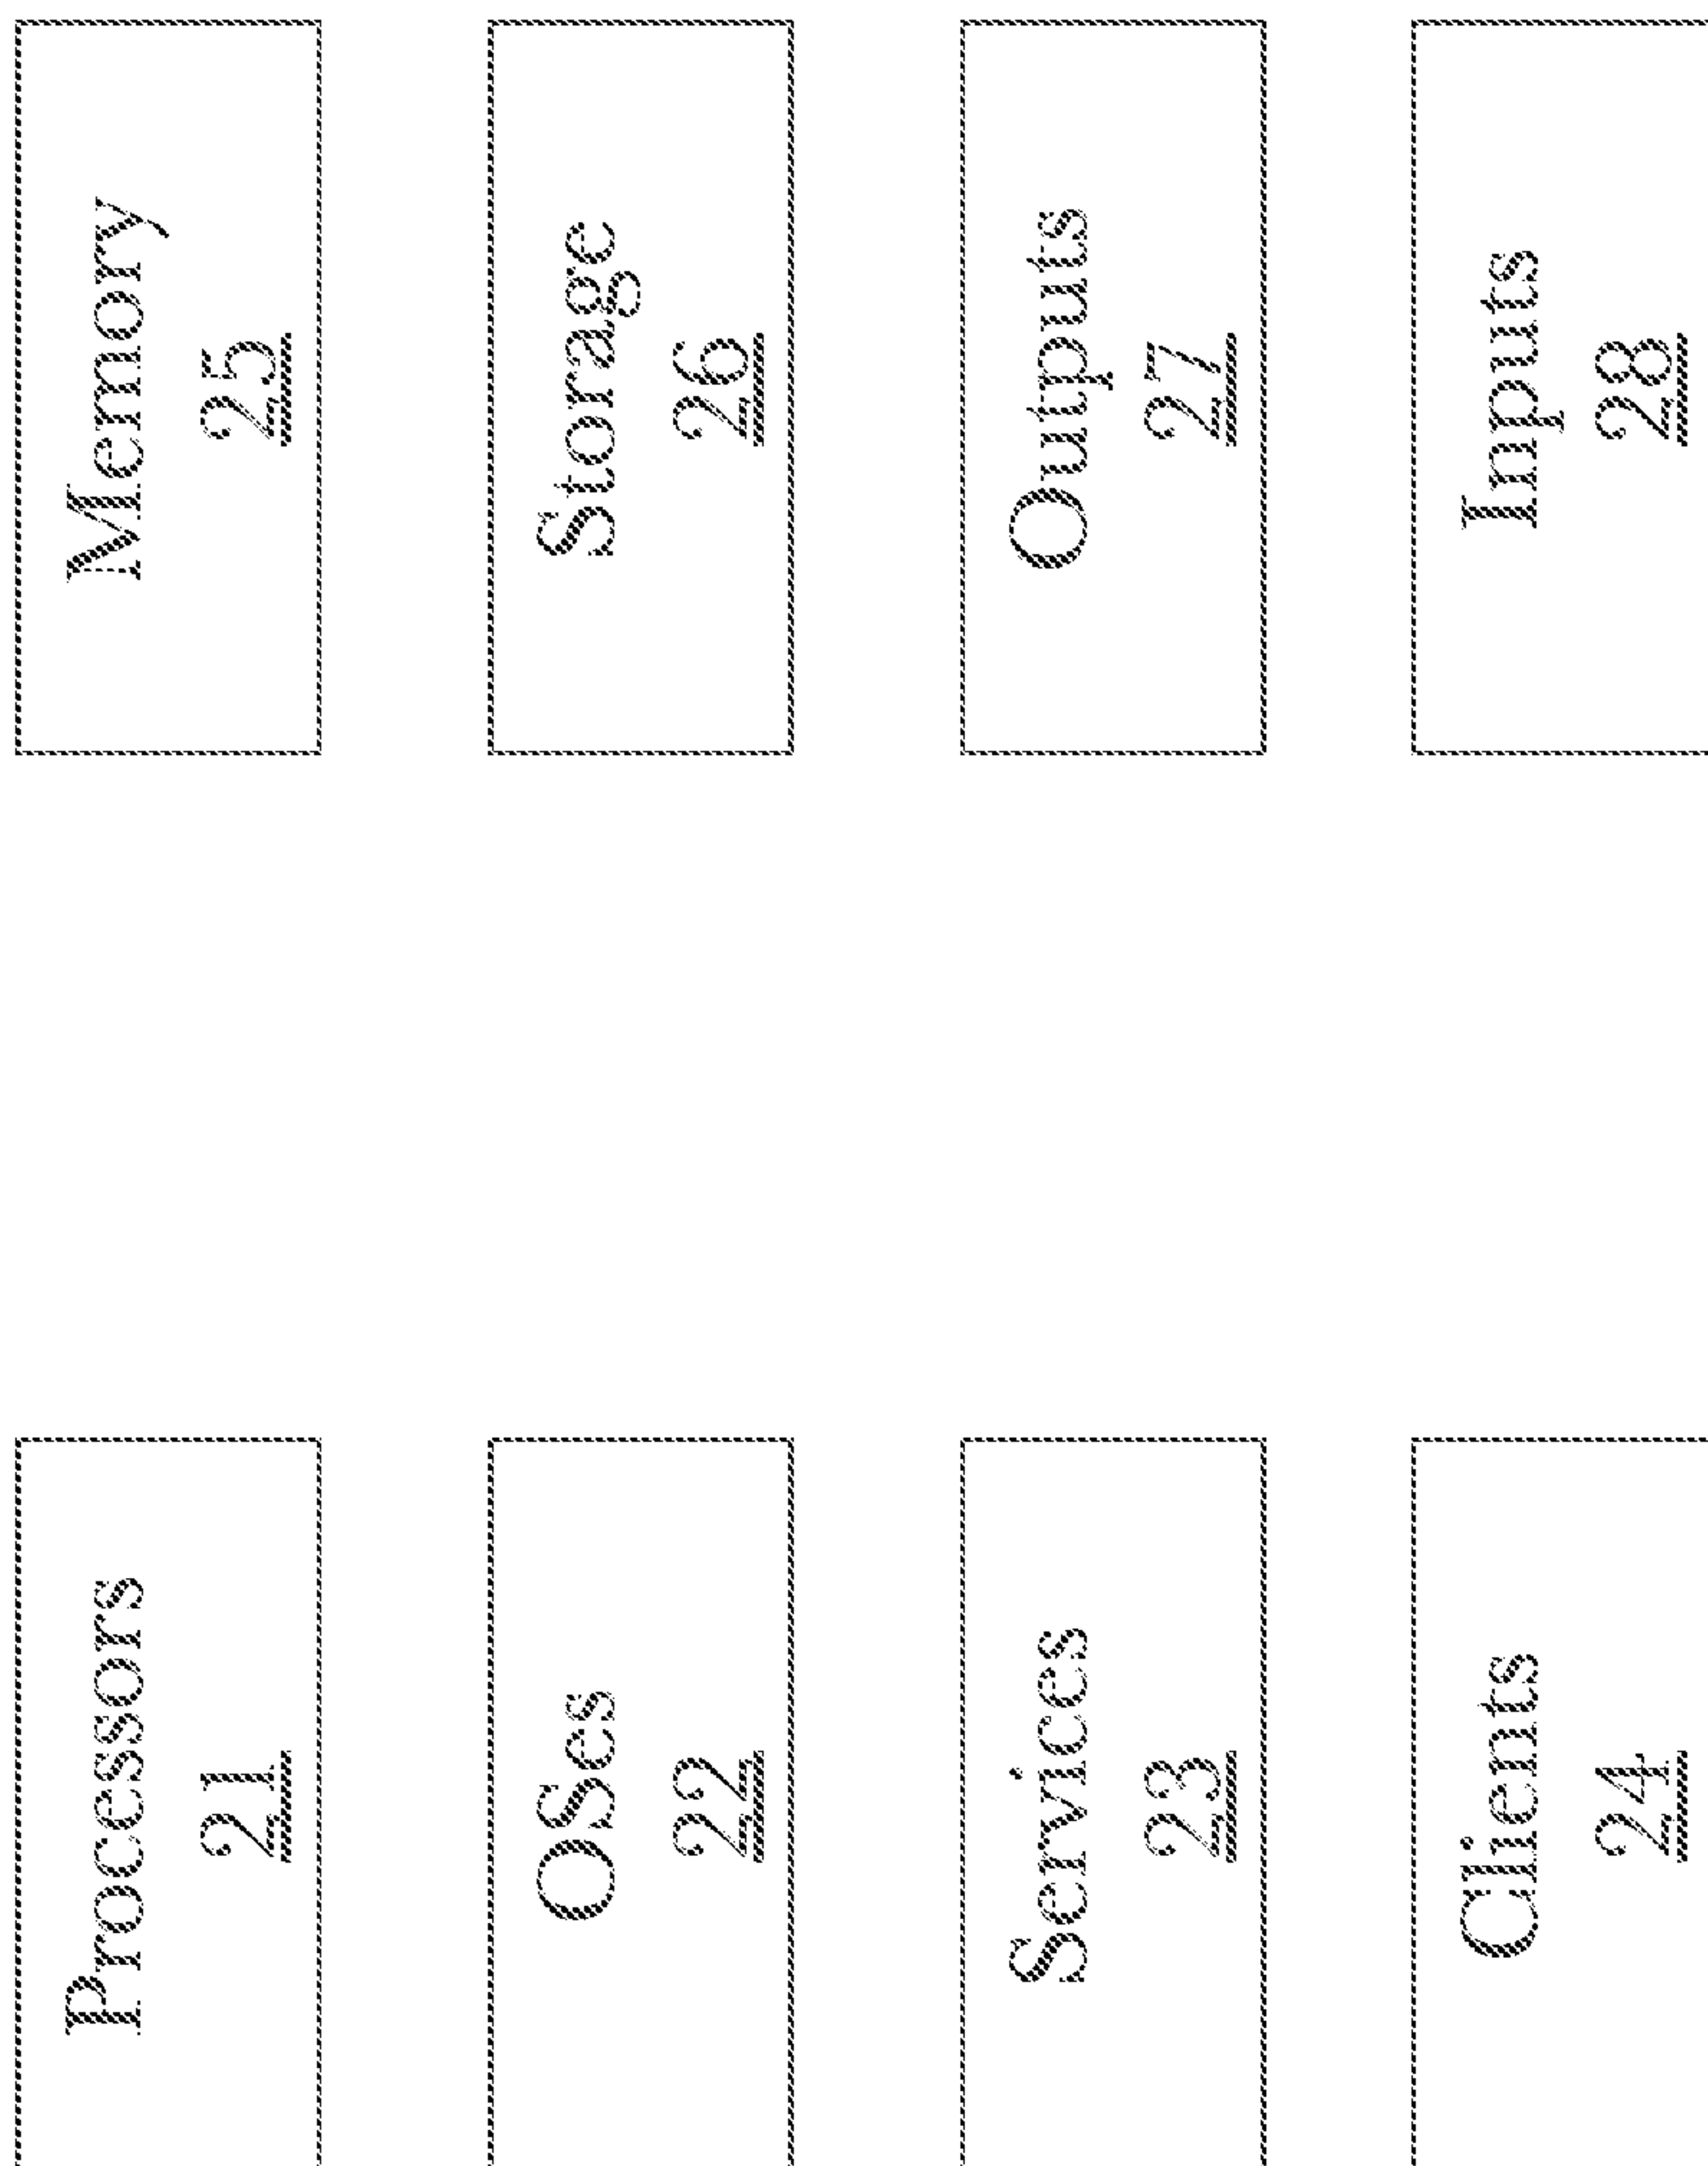 Processors
21
Memory
25
OSes
22
Storage
26
Services
23
Outputs
27
Clients
24
Inputs
28